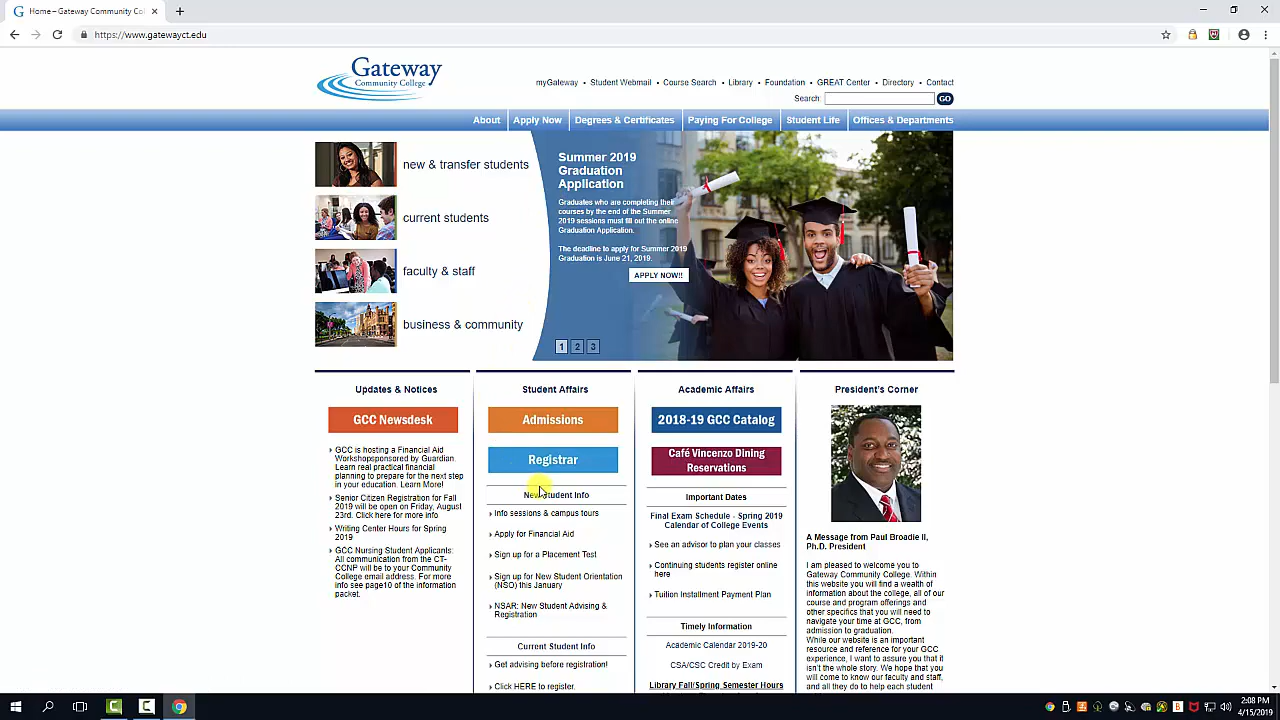 Home – Gateway Community Col
https://www.gatewayct.edu
Gateway
Community College
myGateway • Student Webmail • Course Search • Library • Foundation • GREAT Center • Directory • Contact
Search: GO
About
Apply Now
Degrees & Certificates
Paying For College
Student Life
Offices & Departments
new & transfer students
current students
faculty & staff
business & community
Summer 2019
Graduation
Application
Graduates who are completing their
courses by the end of the Summer
2019 sessions must fill out the online
Graduation Application.
The deadline to apply for Summer 2019
Graduation is June 21, 2019.
APPLY NOW!!
1 2 3
Updates & Notices
GCC Newsdesk
GCC is hosting a Financial Aid
Workshopsponsored by Guardian.
Learn real practical financial
planning to prepare for the next step
in your education. Learn More!
Senior Citizen Registration for Fall
2019 will be open on Friday, August
23rd. Click here for more info
Writing Center Hours for Spring
2019
GCC Nursing Student Applicants:
All communication from the CT-
CCNP will be to your Community
College email address. For more
info see page10 of the information
packet.
Student Affairs
Admissions
Registrar
New Student Info
Info sessions & campus tours
Apply for Financial Aid
Sign up for a Placement Test
Sign up for New Student Orientation
(NSO) this January
NSAR: New Student Advising &
Registration
Current Student Info
Get advising before registration!
Click HERE to register.
Academic Affairs
2018-19 GCC Catalog
Café Vincenzo Dining
Reservations
Important Dates
Final Exam Schedule - Spring 2019
Calendar of College Events
See an advisor to plan your classes
Continuing students register online
here
Tuition Installment Payment Plan
Timely Information
Academic Calendar 2019-20
CSA/CSC Credit by Exam
Library Fall/Spring Semester Hours
President's Corner
A Message from Paul Broadie II,
Ph.D. President
I am pleased to welcome you to
Gateway Community College. Within
this website you will find a wealth of
information about the college, all of our
course and program offerings and
other specifics that you will need to
navigate your time at GCC, from
admission to graduation.
While our website is an important
resource and reference for your GCC
experience, I want to assure you that it
isn't the whole story. We hope that you
will come to know our faculty and staff,
and all they do to help each student
2:08 PM
4/15/2019